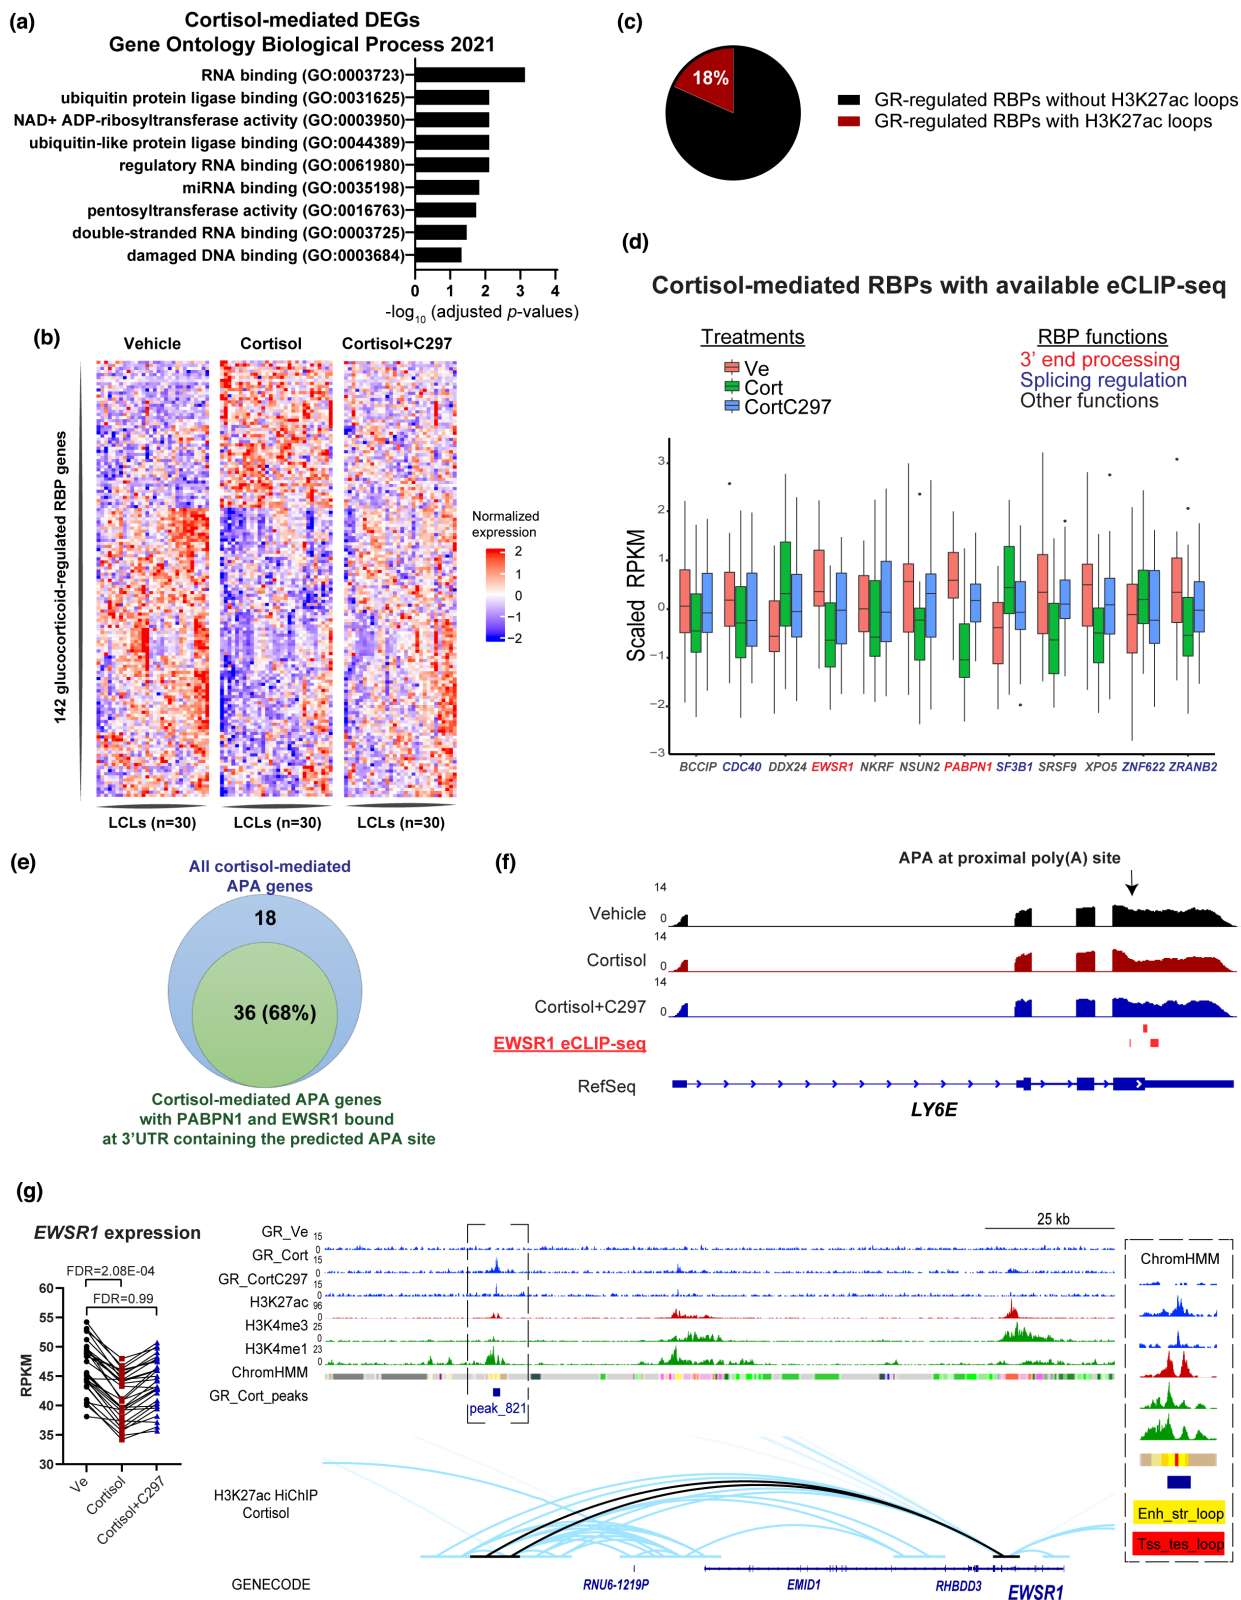 (a)
Cortisol-mediated DEGs
Gene Ontology Biological Process 2021
RNA binding (GO:0003723)
ubiquitin protein ligase binding (GO:0031625)
NAD+ ADP-ribosyltransferase activity (GO:0003950)
ubiquitin-like protein ligase binding (GO:0044389)
regulatory RNA binding (GO:0061980)
miRNA binding (GO:0035198)
pentosyltransferase activity (GO:0016763)
double-stranded RNA binding (GO:0003725)
damaged DNA binding (GO:0003684)
0 1 2 3 4
-log10 (adjusted p-values)
(b)
Vehicle Cortisol Cortisol+C297
142 glucocorticoid-regulated RBP genes
Normalized
expression
2
1
0
−1
−2
LCLs (n=30) LCLs (n=30) LCLs (n=30)
(c)
18%
GR-regulated RBPs without H3K27ac loops
GR-regulated RBPs with H3K27ac loops
(d)
Cortisol-mediated RBPs with available eCLIP-seq
Treatments
Ve
Cort
CortC297
RBP functions
3' end processing
Splicing regulation
Other functions
Scaled RPKM
3
2
1
0
−1
−2
−3
BCCIP CDC40 DDX24 EWSR1 NKRF NSUN2 PABPN1 SF3B1 SRSF9 XPO5 ZNF622 ZRANB2
(e)
All cortisol-mediated
APA genes
18
36 (68%)
Cortisol-mediated APA genes
with PABPN1 and EWSR1 bound
at 3'UTR containing the predicted APA site
(f)
APA at proximal poly(A) site
14
Vehicle
0
14
Cortisol
0
14
Cortisol+C297
0
EWSR1 eCLIP-seq
RefSeq
LY6E
(g)
EWSR1 expression
FDR=2.08E-04
FDR=0.99
60
55
50
45
40
35
30
RPKM
Ve
Cortisol
Cortisol+C297
25 kb
GR_Ve 15
0
GR_Cort 15
0
GR_CortC297 15
0
H3K27ac 96
0
H3K4me3 25
0
H3K4me1 23
0
ChromHMM
GR_Cort_peaks
peak_821
H3K27ac HiChIP
Cortisol
GENECODE
RNU6-1219P EMID1 RHBDD3 EWSR1
ChromHMM
Enh_str_loop
Tss_tes_loop